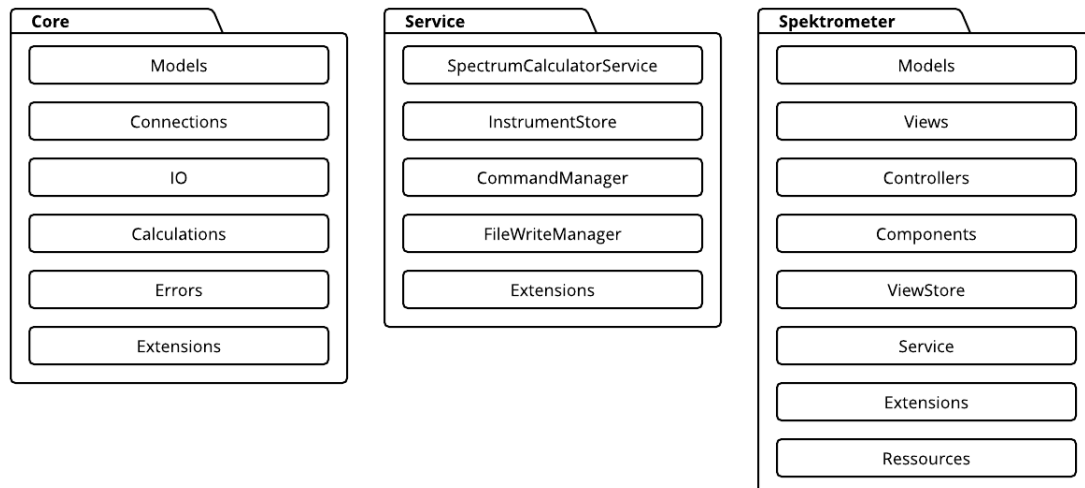 Core
Models
Connections
IO
Calculations
Errors
Extensions
Service
SpectrumCalculatorService
InstrumentStore
CommandManager
FileWriteManager
Extensions
Spektrometer
Models
Views
Controllers
Components
ViewStore
Service
Extensions
Ressources